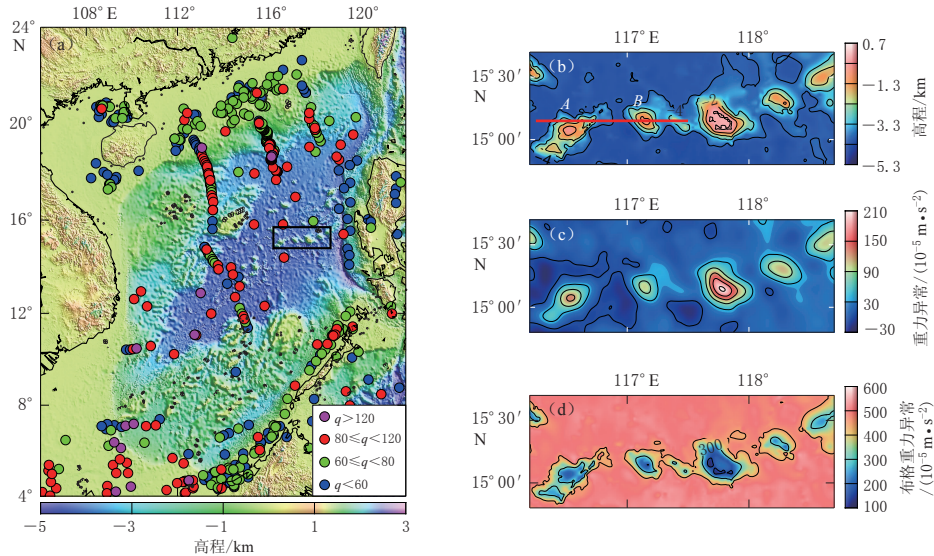 108° E 112° 116° 120°
24°
N
20°
16°
12°
8°
4°
(a)
q＞120
80≤q＜120
60≤q＜80
q＜60
−5 −3 −1 1 2 3
高程/km
117° E 118°
(b)
15° 30′
N
15° 00′
A
B
0.7
−1.3
−3.3
−5.3
高程/km
117° E 118°
(c)
15° 30′
N
15° 00′
210
150
90
30
−30
重力异常/(10⁻⁵ m•s⁻²)
117° E 118°
(d)
15° 30′
N
15° 00′
300
600
500
400
300
200
100
布格重力异常
/(10⁻⁵ m•s⁻²)